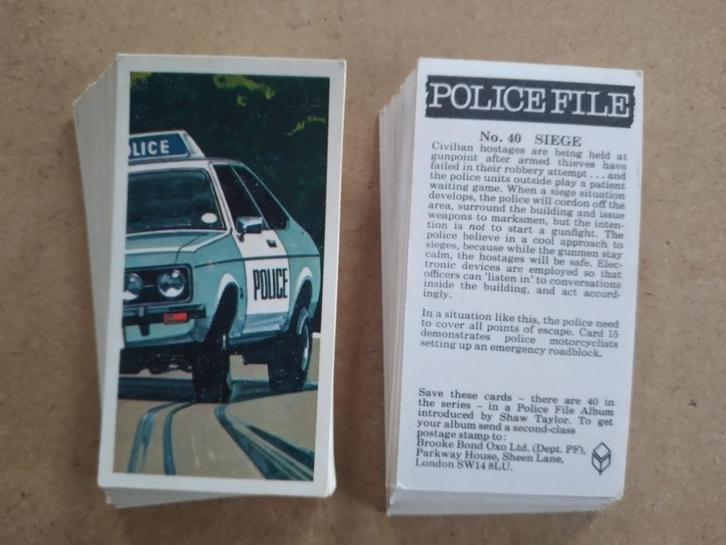 LICE
POLICE
POLICE FILE
No. 40 SIEGE
Civilian hostages are being held at
gunpoint after armed thieves have
failed in their robbery attempt . . . and
the police units outside play a patient
waiting game. When a siege situation
develops, the police will cordon off the
area, surround the building and issue
weapons to marksmen, but the inten-
tion is not to start a gunfight. The
police believe in a cool approach to
sieges, because while the gunmen stay
calm, the hostages will be safe. Elec-
tronic devices are employed so that
officers can 'listen in' to conversations
inside the building, and act accord-
ingly.
In a situation like this, the police need
to cover all points of escape. Card 15
demonstrates police motorcyclists
setting up an emergency roadblock.
Save these cards – there are 40 in
the series – in a Police File Album
introduced by Shaw Taylor. To get
your album send a second-class
postage stamp to:
Brooke Bond Oxo Ltd. (Dept. PF),
Parkway House, Sheen Lane,
London SW14 8LU.